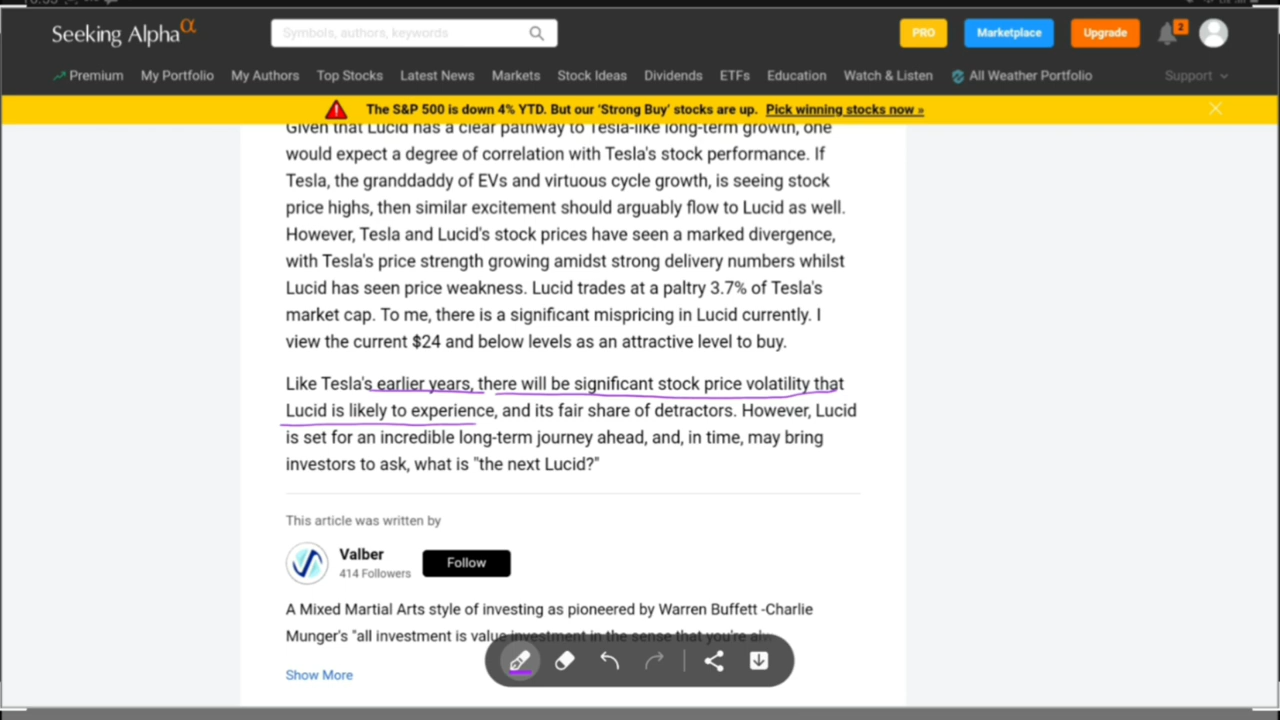 Seeking Alphaα
Symbols, authors, keywords
PRO
Marketplace
Upgrade
2
Premium My Portfolio My Authors Top Stocks Latest News Markets Stock Ideas Dividends ETFs Education Watch & Listen All Weather Portfolio Support
The S&P 500 is down 4% YTD. But our 'Strong Buy' stocks are up. Pick winning stocks now »
Given that Lucid has a clear pathway to Tesla-like long-term growth, one
would expect a degree of correlation with Tesla's stock performance. If
Tesla, the granddaddy of EVs and virtuous cycle growth, is seeing stock
price highs, then similar excitement should arguably flow to Lucid as well.
However, Tesla and Lucid's stock prices have seen a marked divergence,
with Tesla's price strength growing amidst strong delivery numbers whilst
Lucid has seen price weakness. Lucid trades at a paltry 3.7% of Tesla's
market cap. To me, there is a significant mispricing in Lucid currently. I
view the current $24 and below levels as an attractive level to buy.
Like Tesla's earlier years, there will be significant stock price volatility that
Lucid is likely to experience, and its fair share of detractors. However, Lucid
is set for an incredible long-term journey ahead, and, in time, may bring
investors to ask, what is "the next Lucid?"
This article was written by
Valber
414 Followers
Follow
A Mixed Martial Arts style of investing as pioneered by Warren Buffett -Charlie
Munger's "all investment is value investment in the sense that you're
Show More